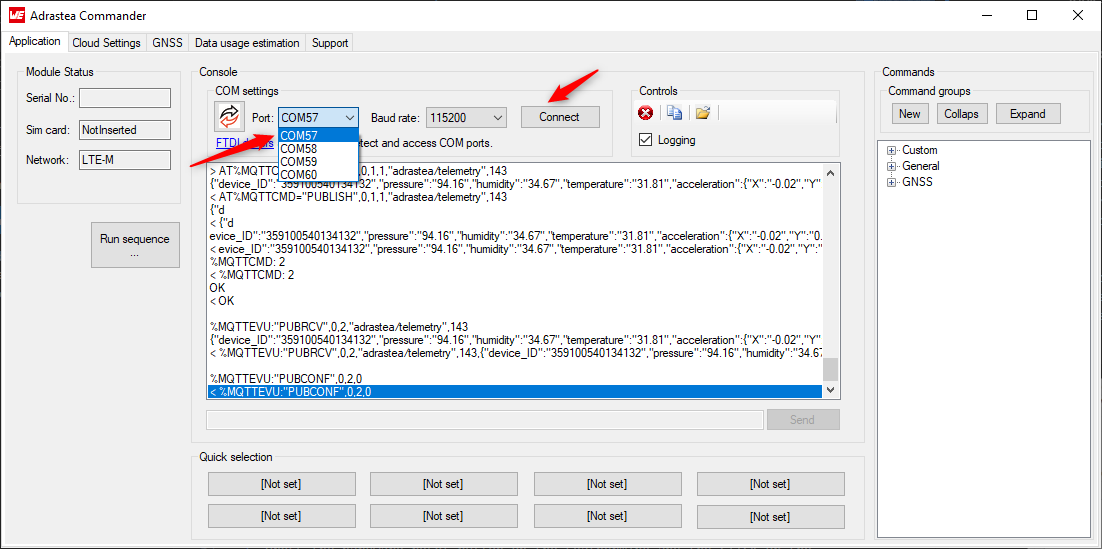 WE Adrastea Commander
Application Cloud Settings GNSS Data usage estimation Support
Module Status
Serial No.:
Sim card: NotInserted
Network: LTE-M
Run sequence
...
Console
COM settings
Port: COM57 Baud rate: 115200 Connect
COM57
COM58
COM59
COM60
FTDI etect and access COM ports.
Controls
Logging
> AT%MQTTC ,0,1,1,"adrastea/telemetry",143
{"device_ID":"359100540134132","pressure":"94.16","humidity":"34.67","temperature":"31.81","acceleration":{"X":"-0.02","Y"
< AT%MQTTCMD="PUBLISH",0,1,1,"adrastea/telemetry",143
{"d
< {"d
evice_ID":"359100540134132","pressure":"94.16","humidity":"34.67","temperature":"31.81","acceleration":{"X":"-0.02","Y":"0.
< evice_ID":"359100540134132","pressure":"94.16","humidity":"34.67","temperature":"31.81","acceleration":{"X":"-0.02","Y":
%MQTTCMD: 2
< %MQTTCMD: 2
OK
< OK
%MQTTEVU:"PUBRCV",0,2,"adrastea/telemetry",143
{"device_ID":"359100540134132","pressure":"94.16","humidity":"34.67","temperature":"31.81","acceleration":{"X":"-0.02","Y"
< %MQTTEVU:"PUBRCV",0,2,"adrastea/telemetry",143,{"device_ID":"359100540134132","pressure":"94.16","humidity":"34.67
%MQTTEVU:"PUBCONF",0,2,0
< %MQTTEVU:"PUBCONF",0,2,0
Send
Quick selection
[Not set] [Not set] [Not set] [Not set]
[Not set] [Not set] [Not set] [Not set]
Commands
Command groups
New Collaps Expand
Custom
General
GNSS